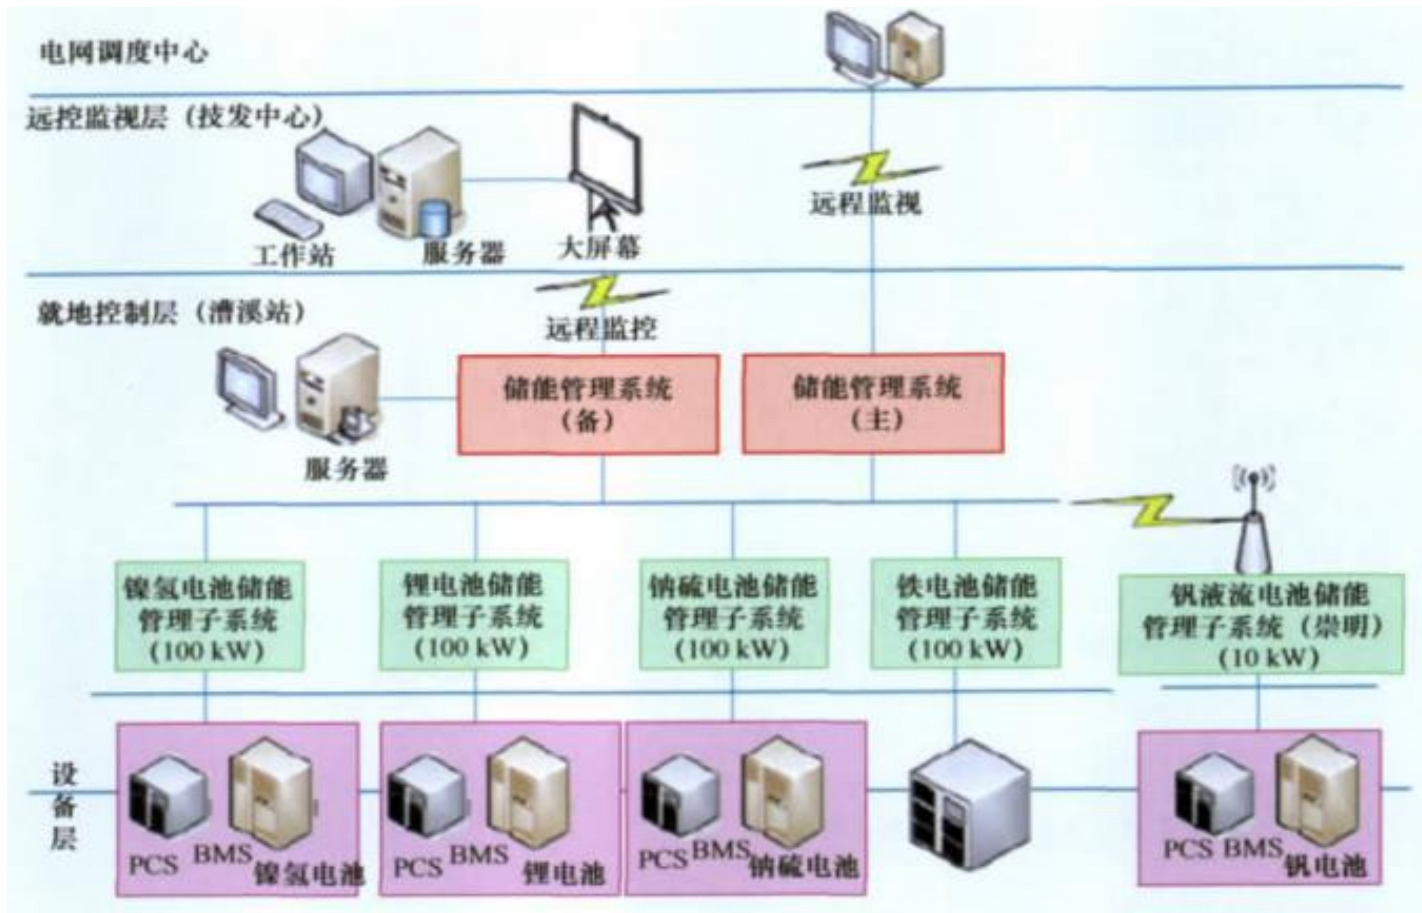 电网调度中心
远控监视层（技发中心）
远程监视
工作站
服务器
大屏幕
就地控制层（漕溪站）
远程监控
储能管理系统
（备）
储能管理系统
（主）
服务器
镍氢电池储能
管理子系统
(100 kW)
锂电池储能
管理子系统
(100 kW)
钠硫电池储能
管理子系统
(100 kW)
铁电池储能
管理子系统
(100 kW)
钒液流电池储能
管理子系统（崇明）
(10 kW)
设备层
PCS
BMS
镍氢电池
PCS
BMS
锂电池
PCS
BMS
钠硫电池
PCS
BMS
钒电池